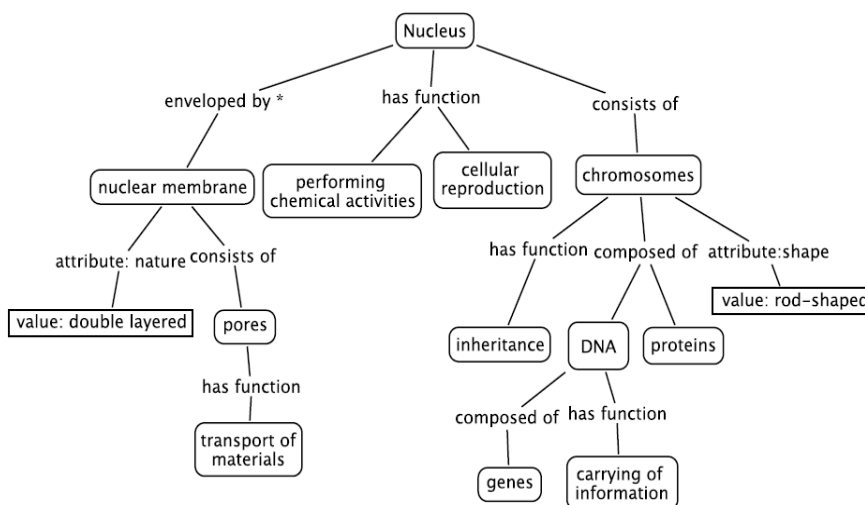 Nucleus
enveloped by *
has function
consists of
nuclear membrane
performing
chemical activities
cellular
reproduction
chromosomes
attribute: nature
consists of
has function
composed of
attribute:shape
value: double layered
pores
value: rod-shaped
inheritance
DNA
proteins
has function
composed of
has function
transport of
materials
genes
carrying of
information